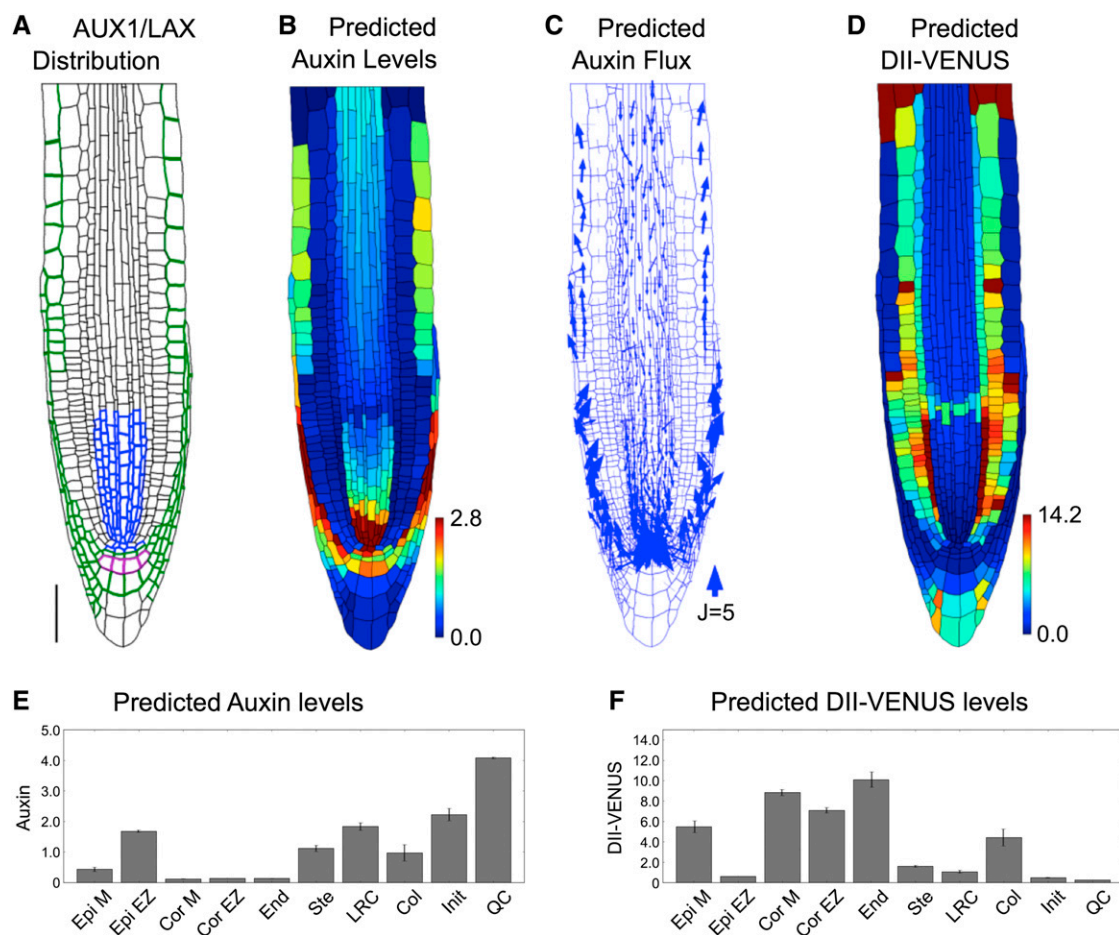 A AUX1/LAX Distribution
B Predicted Auxin Levels
C Predicted Auxin Flux
D Predicted DII-VENUS
2.8
0.0
J=5
14.2
0.0
E Predicted Auxin levels
5.0
4.0
3.0
2.0
1.0
0
Auxin
Epi M
Epi EZ
Cor M
Cor EZ
End
Ste
LRC
Col
Init
QC
F Predicted DII-VENUS levels
14.0
12.0
10.0
8.0
6.0
4.0
2.0
0
DII-VENUS
Epi M
Epi EZ
Cor M
Cor EZ
End
Ste
LRC
Col
Init
QC